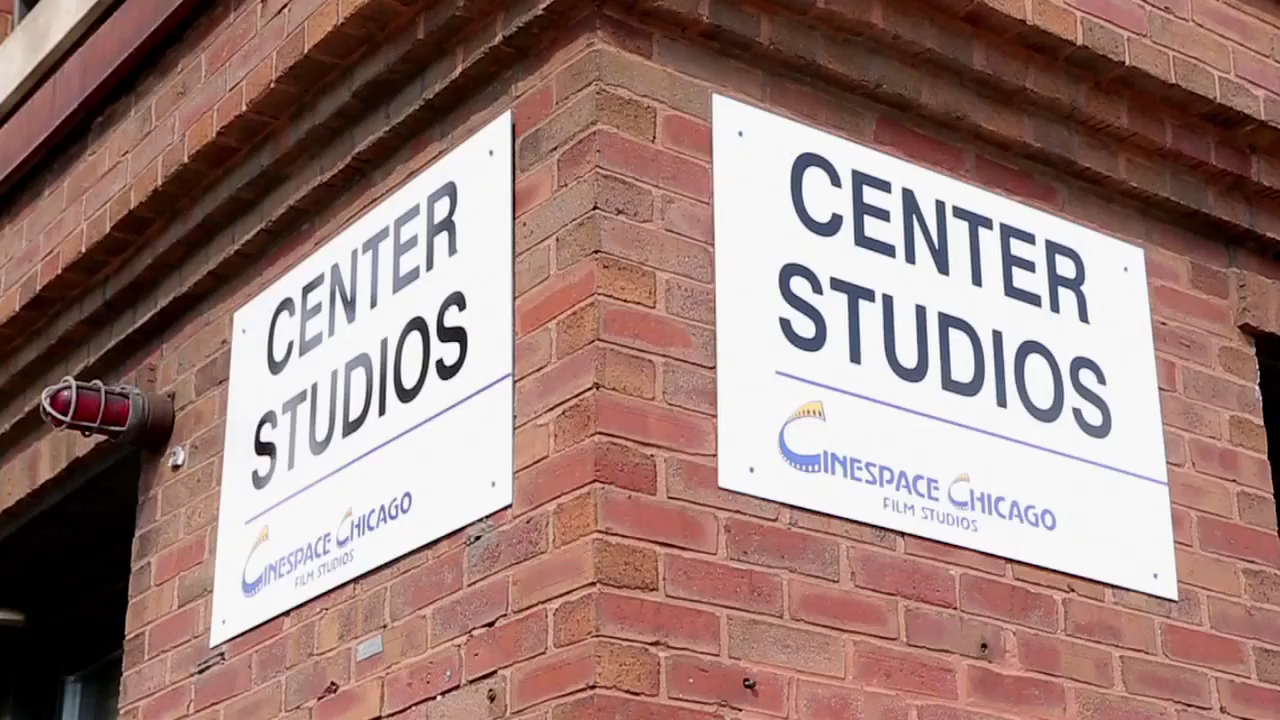 CENTER
STUDIOS
CINESPACE CHICAGO
FILM STUDIOS
CENTER
STUDIOS
CINESPACE CHICAGO
FILM STUDIOS